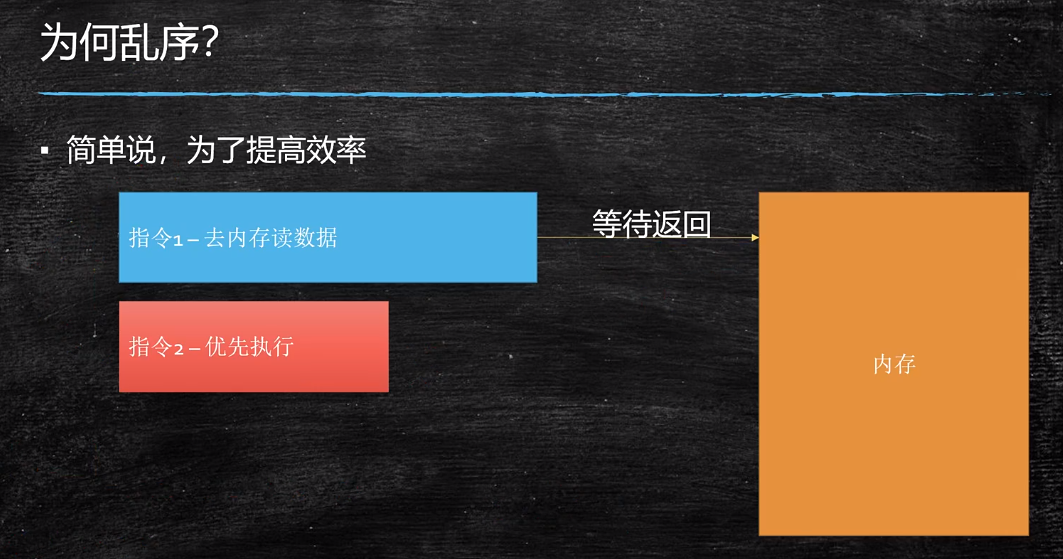 为何乱序？
▪ 简单说，为了提高效率
指令1 – 去内存读数据
等待返回
指令2 – 优先执行
内存